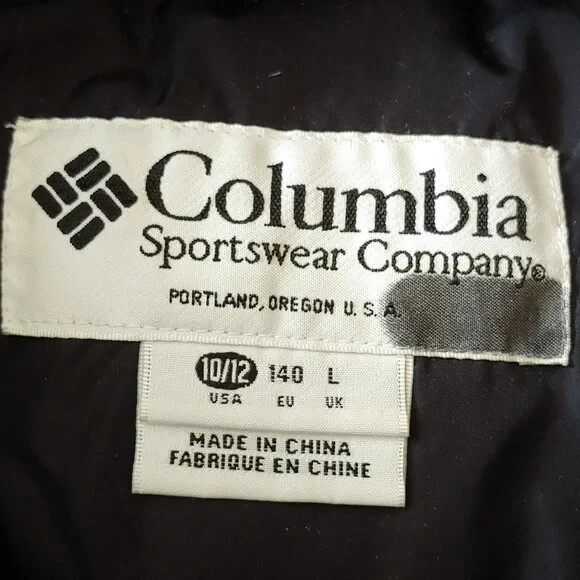 Columbia
Sportswear Company®
PORTLAND, OREGON U.S.A.
10/12 140 L
USA EU UK
MADE IN CHINA
FABRIQUE EN CHINE